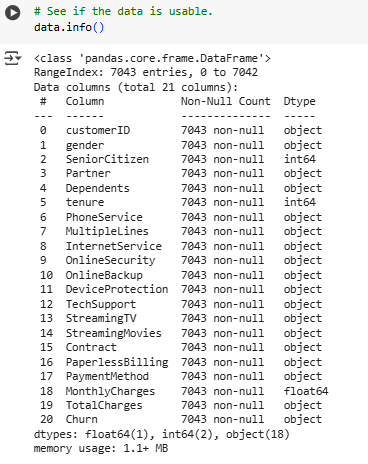 # See if the data is usable.
data.info()
<class 'pandas.core.frame.DataFrame'>
RangeIndex: 7043 entries, 0 to 7042
Data columns (total 21 columns):
 #   Column            Non-Null Count  Dtype
---  ------            --------------  -----
 0   customerID        7043 non-null   object
 1   gender            7043 non-null   object
 2   SeniorCitizen     7043 non-null   int64
 3   Partner           7043 non-null   object
 4   Dependents        7043 non-null   object
 5   tenure            7043 non-null   int64
 6   PhoneService      7043 non-null   object
 7   MultipleLines     7043 non-null   object
 8   InternetService   7043 non-null   object
 9   OnlineSecurity    7043 non-null   object
 10  OnlineBackup      7043 non-null   object
 11  DeviceProtection  7043 non-null   object
 12  TechSupport       7043 non-null   object
 13  StreamingTV       7043 non-null   object
 14  StreamingMovies   7043 non-null   object
 15  Contract          7043 non-null   object
 16  PaperlessBilling  7043 non-null   object
 17  PaymentMethod     7043 non-null   object
 18  MonthlyCharges    7043 non-null   float64
 19  TotalCharges      7043 non-null   object
 20  Churn             7043 non-null   object
dtypes: float64(1), int64(2), object(18)
memory usage: 1.1+ MB